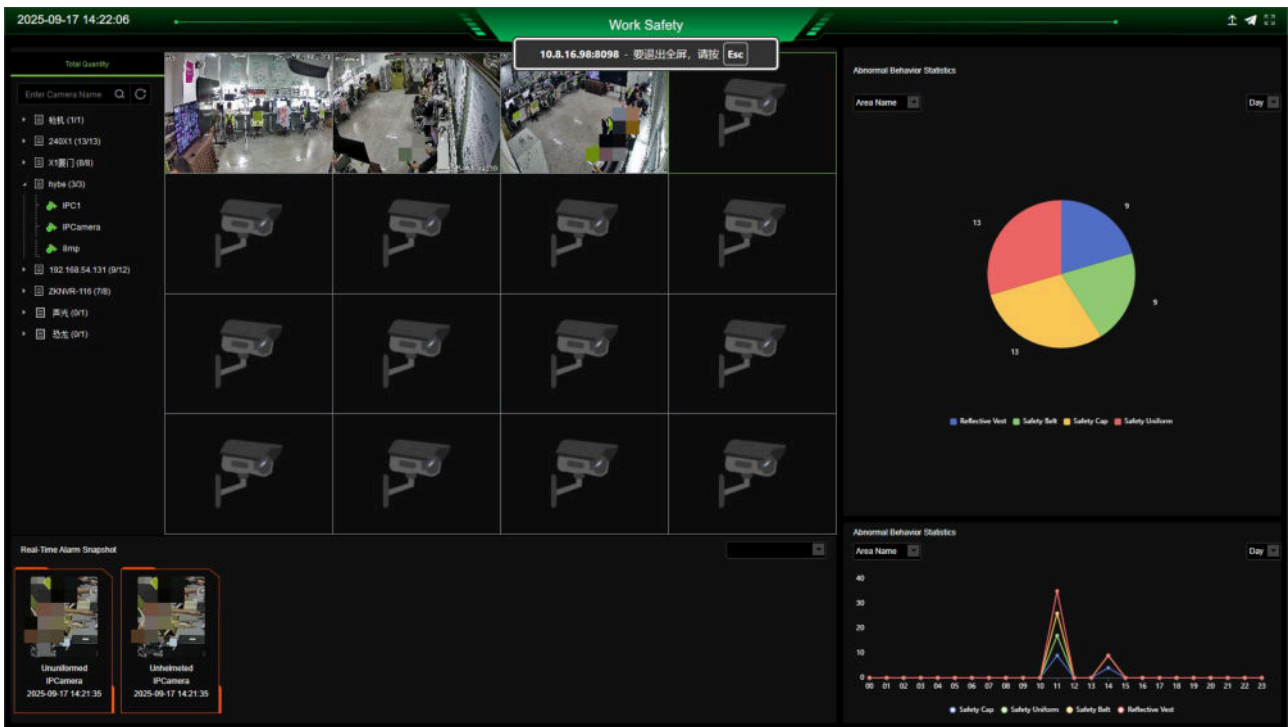 2025-09-17 14:22:06
Work Safety
10.8.16.98:8098 - 要退出全屏，请按 Esc
Total Quantity
Enter Camera Name
轮机 (1/1)
240X1 (13/13)
X1厦门 (8/8)
hybe (3/3)
IPC1
IPCamera
8mp
192.168.54.131 (9/12)
ZKNVR-116 (7/8)
声光 (0/1)
恐龙 (0/1)
Abnormal Behavior Statistics
Area Name
Day
13
9
9
13
Reflective Vest Safety Belt Safety Cap Safety Uniform
Real-Time Alarm Snapshot
Ununiformed
IPCamera
2025-09-17 14:21:35
Unhelmeted
IPCamera
2025-09-17 14:21:35
Abnormal Behavior Statistics
Area Name
Day
40
30
20
10
0
00 01 02 03 04 05 06 07 08 09 10 11 12 13 14 15 16 17 18 19 20 21 22 23
Safety Cap Safety Uniform Safety Belt Reflective Vest